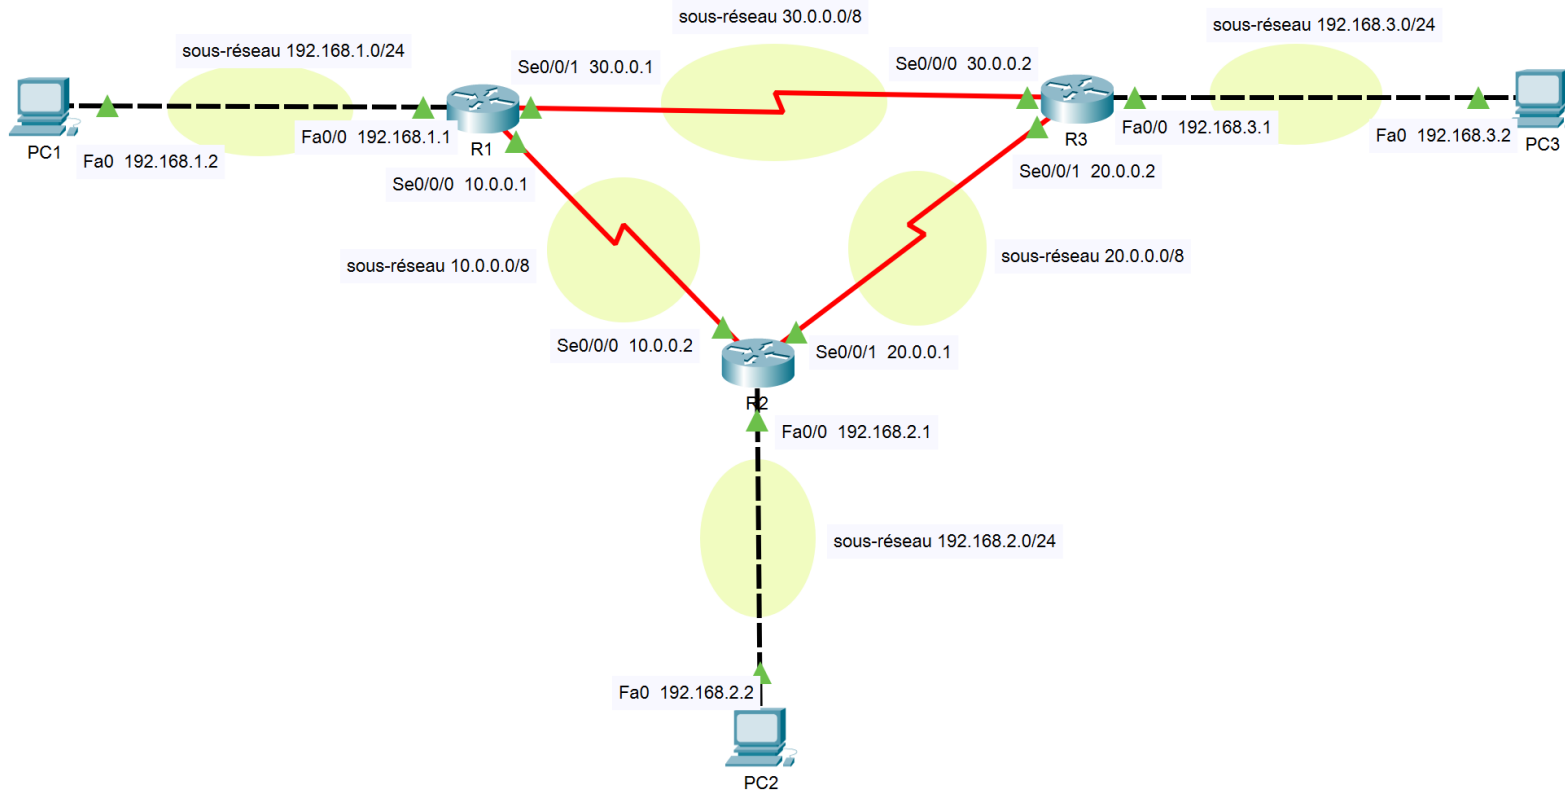 sous-réseau 30.0.0.0/8
sous-réseau 192.168.3.0/24
sous-réseau 192.168.1.0/24
Se0/0/1 30.0.0.1
Se0/0/0 30.0.0.2
Fa0/0 192.168.1.1
R1
R3
Fa0/0 192.168.3.1
Fa0 192.168.3.2
PC3
PC1
Fa0 192.168.1.2
Se0/0/0 10.0.0.1
Se0/0/1 20.0.0.2
sous-réseau 10.0.0.0/8
sous-réseau 20.0.0.0/8
Se0/0/0 10.0.0.2
Se0/0/1 20.0.0.1
R2
Fa0/0 192.168.2.1
sous-réseau 192.168.2.0/24
Fa0 192.168.2.2
PC2